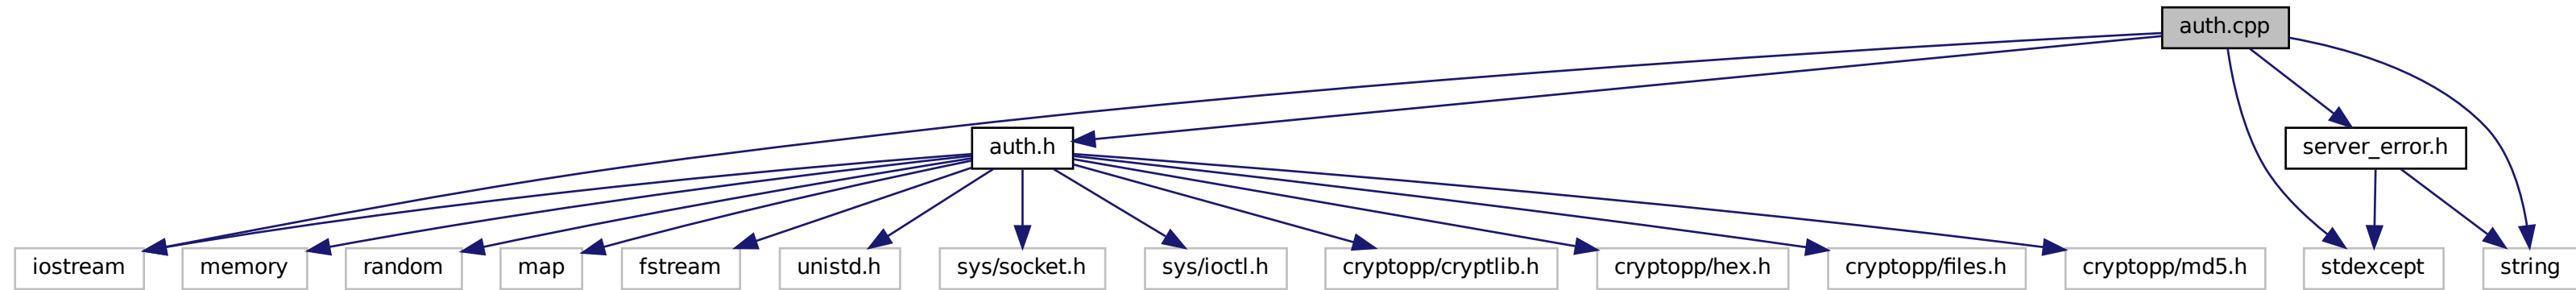 auth.cpp
auth.h
server_error.h
iostream
memory
random
map
fstream
unistd.h
sys/socket.h
sys/ioctl.h
cryptopp/cryptlib.h
cryptopp/hex.h
cryptopp/files.h
cryptopp/md5.h
stdexcept
string